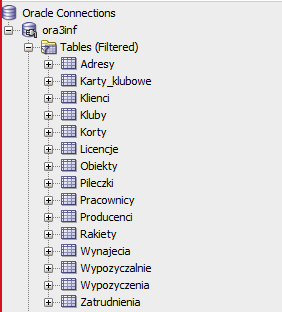 Oracle Connections
ora3inf
Tables (Filtered)
Adresy
Karty_klubowe
Klienci
Kluby
Korty
Licencje
Obiekty
Pileczki
Pracownicy
Producenci
Rakiety
Wynajecia
Wypozyczalnie
Wypozyczenia
Zatrudnienia